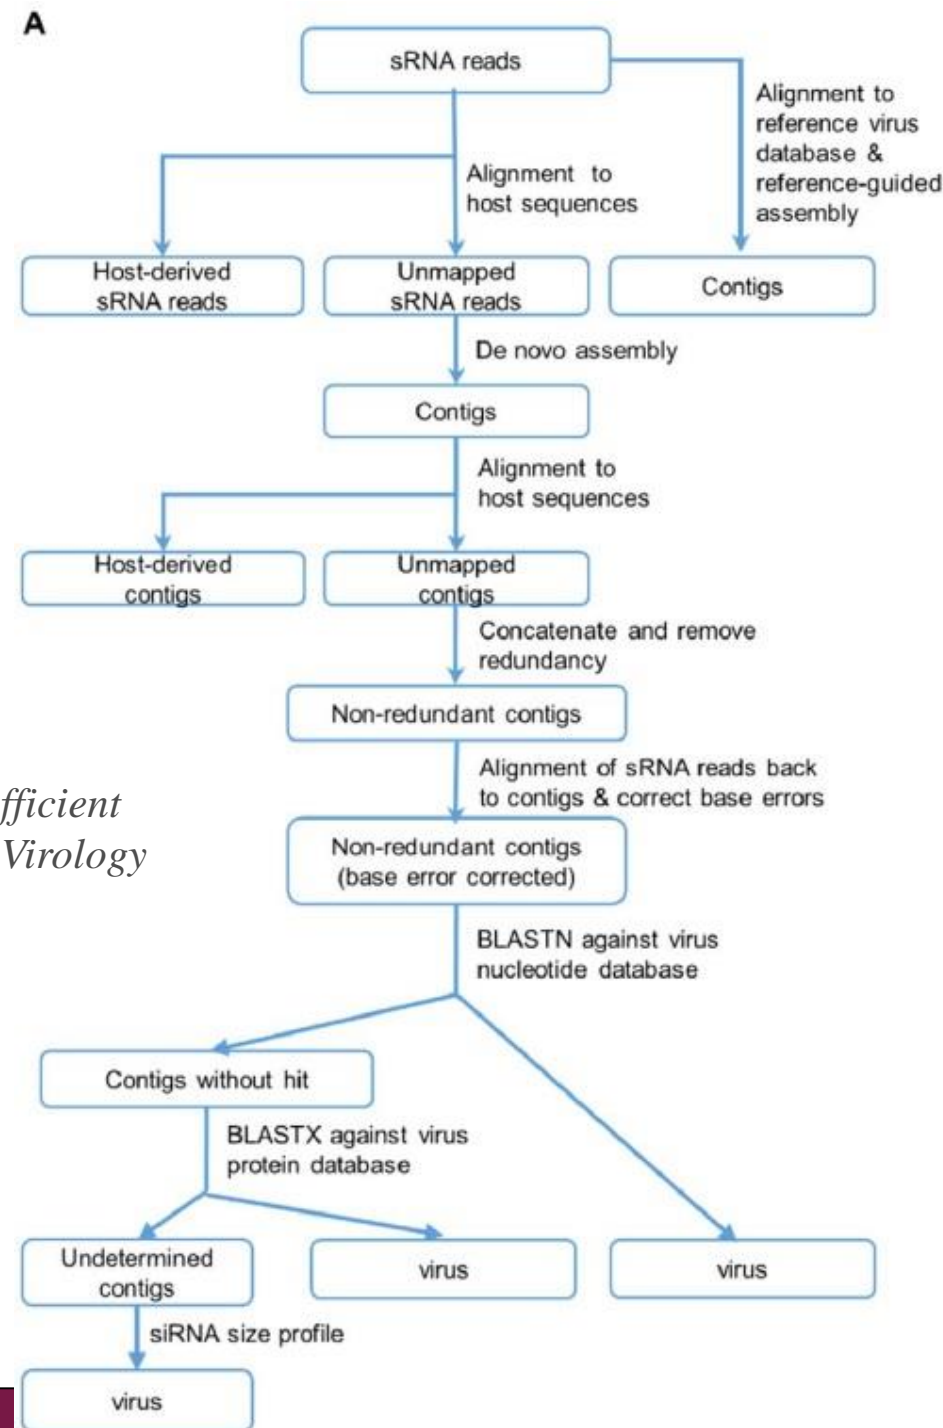 A
sRNA reads
Alignment to
reference virus
database &
reference-guided
assembly
Alignment to
host sequences
Host-derived
sRNA reads
Unmapped
sRNA reads
Contigs
De novo assembly
Contigs
Alignment to
host sequences
Host-derived
contigs
Unmapped
contigs
Concatenate and remove
redundancy
Non-redundant contigs
Alignment of sRNA reads back
to contigs & correct base errors
fficient
Virology
Non-redundant contigs
(base error corrected)
BLASTN against virus
nucleotide database
Contigs without hit
BLASTX against virus
protein database
Undetermined
contigs
virus
virus
siRNA size profile
virus